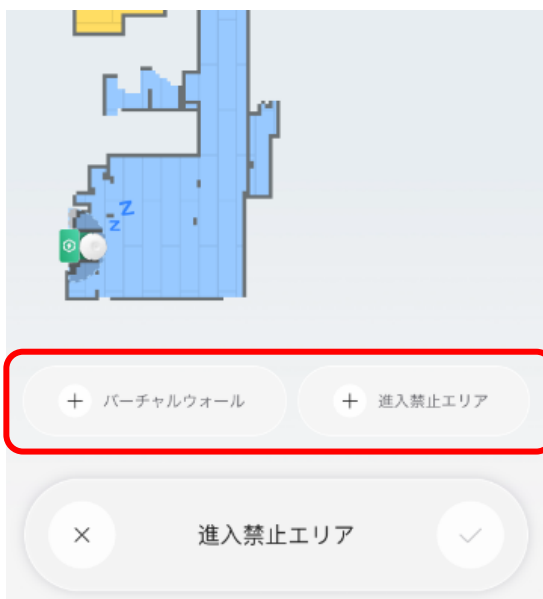 z
z
+ バーチャルウォール
+ 進入禁止エリア
× 進入禁止エリア ✓